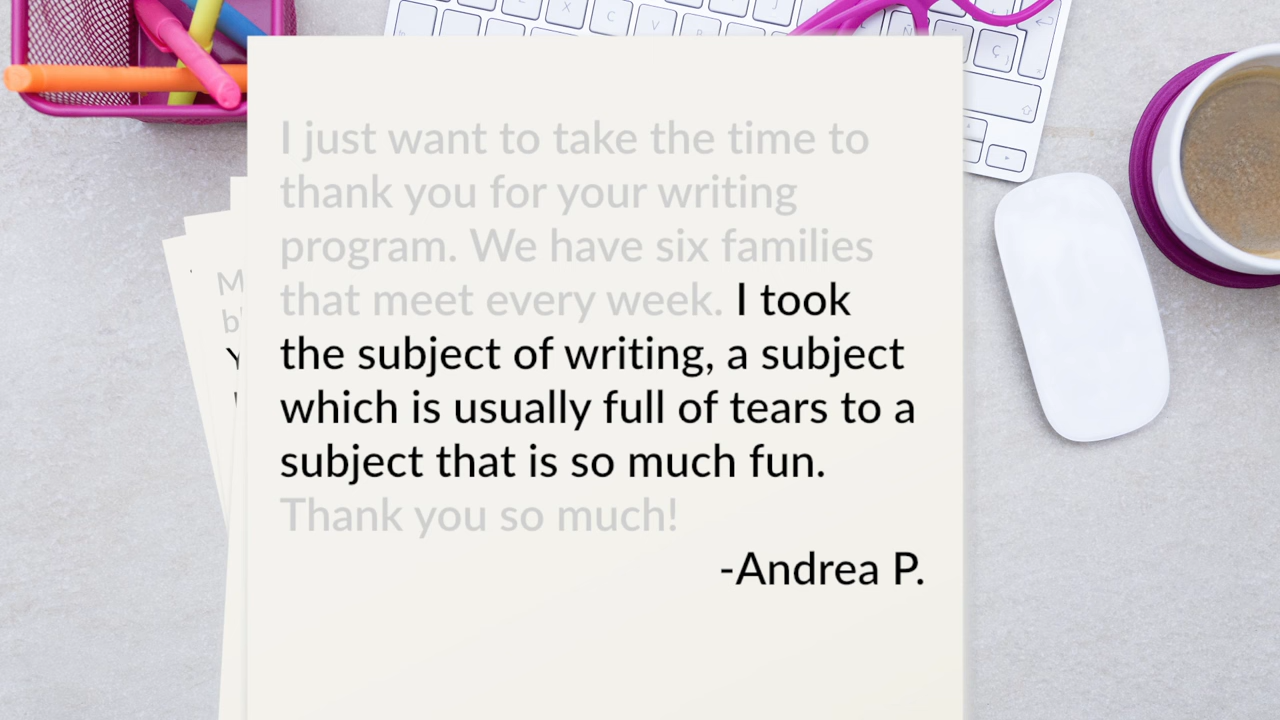 I just want to take the time to
thank you for your writing
program. We have six families
that meet every week. I took
the subject of writing, a subject
which is usually full of tears to a
subject that is so much fun.
Thank you so much!
-Andrea P.